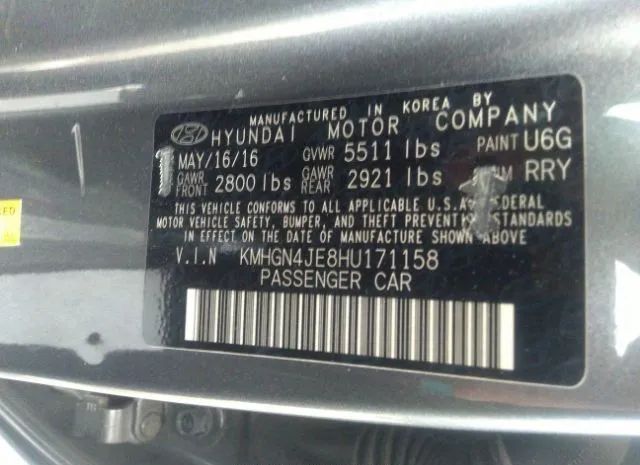 MANUFACTURED IN KOREA BY
HYUNDAI MOTOR COMPANY
MAY/16/16 GVWR 5511 lbs PAINT U6G
GAWR FRONT 2800 lbs GAWR REAR 2921 lbs RRY
THIS VEHICLE CONFORMS TO ALL APPLICABLE U.S.A. FEDERAL
MOTOR VEHICLE SAFETY, BUMPER, AND THEFT PREVENTION STANDARDS
IN EFFECT ON THE DATE OF MANUFACTURE SHOWN ABOVE.
V.I.N KMHGN4JE8HU171158
PASSENGER CAR